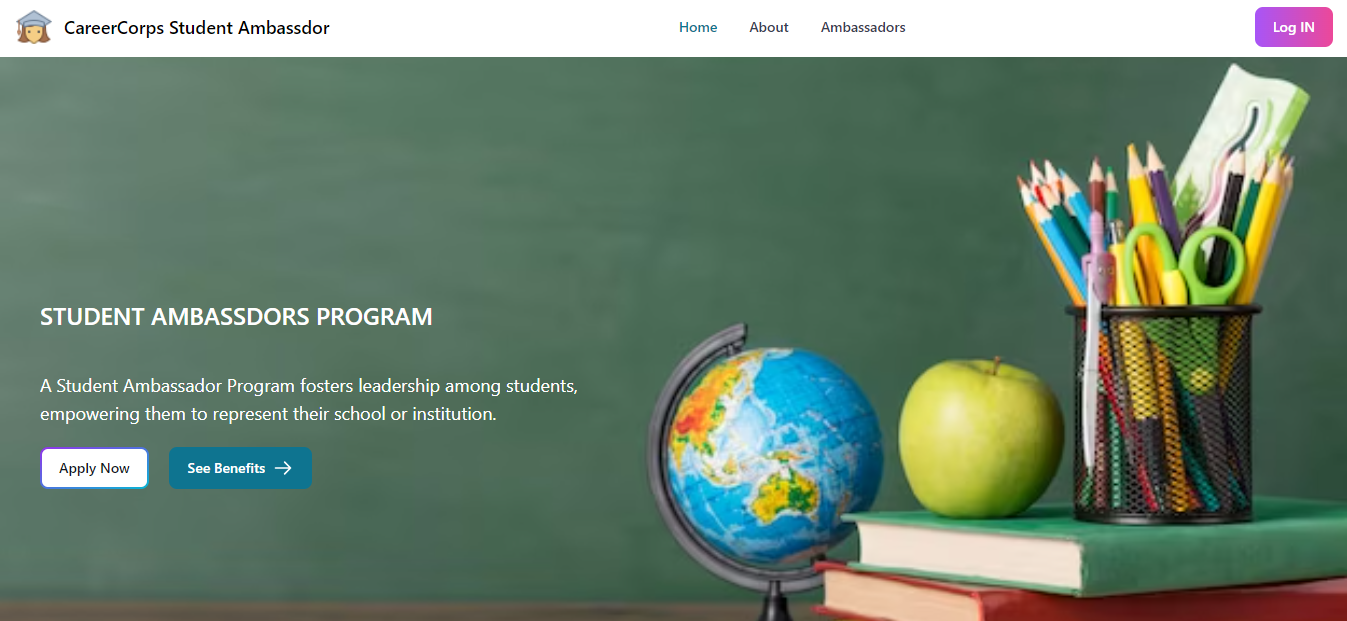 CareerCorps Student Ambassdor
Home
About
Ambassadors
Log IN
STUDENT AMBASSDORS PROGRAM
A Student Ambassador Program fosters leadership among students,
empowering them to represent their school or institution.
Apply Now
See Benefits